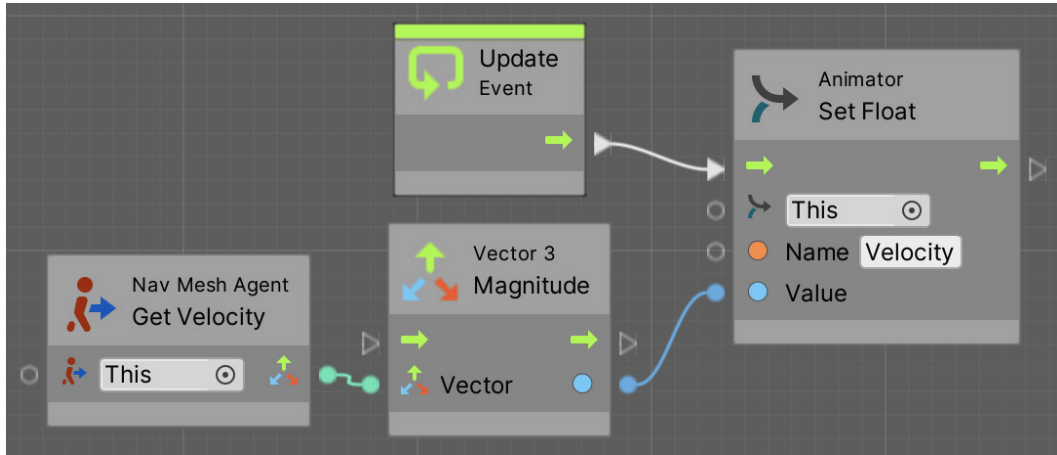 Update
Event
Animator
Set Float
This
Name Velocity
Value
Vector 3
Magnitude
Vector
Nav Mesh Agent
Get Velocity
This